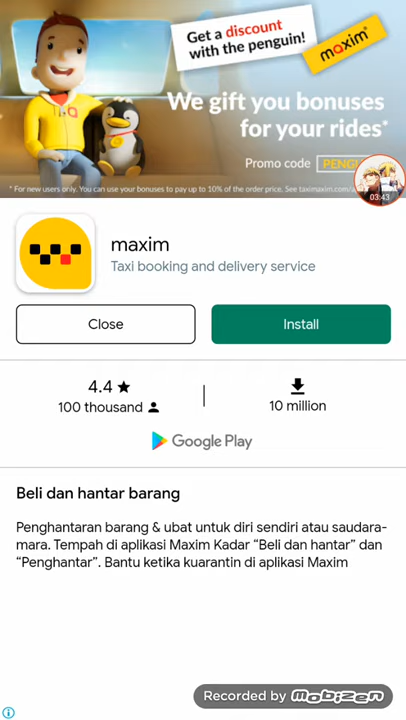 Get a discount
with the penguin!
maxim
We gift you bonuses
for your rides*
Promo code
* For new users only. You can use your bonuses to pay up to 10% of the order price. See
03:43
maxim
Taxi booking and delivery service
Close
Install
4.4 ★
100 thousand
10 million
Google Play
Beli dan hantar barang
Penghantaran barang & ubat untuk diri sendiri atau saudara-
mara. Tempah di aplikasi Maxim Kadar "Beli dan hantar" dan
"Penghantar". Bantu ketika kuarantin di aplikasi Maxim
Recorded by mobizen